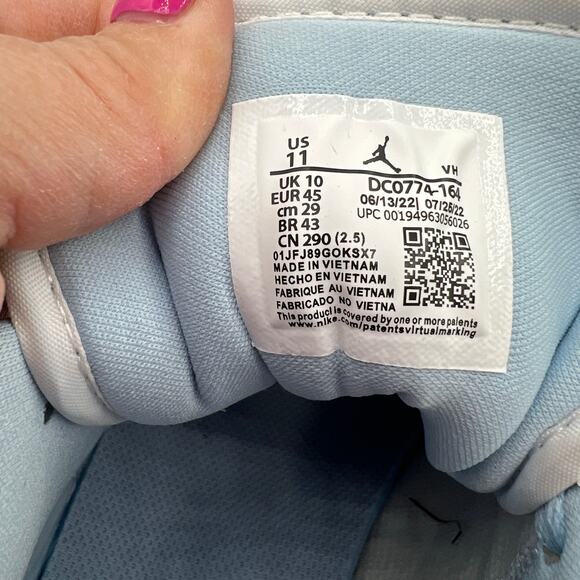 US
11
VH
UK 10
EUR 45
cm 29
BR 43
CN 290 (2.5)
DC0774-164
06/13/22| 07/25/22
UPC 00194963056026
01JFJ89GOKSX7
MADE IN VIETNAM
HECHO EN VIETNAM
FABRIQUE AU VIETNAM
FABRICADO NO VIETNA
This product is covered by one or more patents
www.nike.com/patentsvirtualmarking